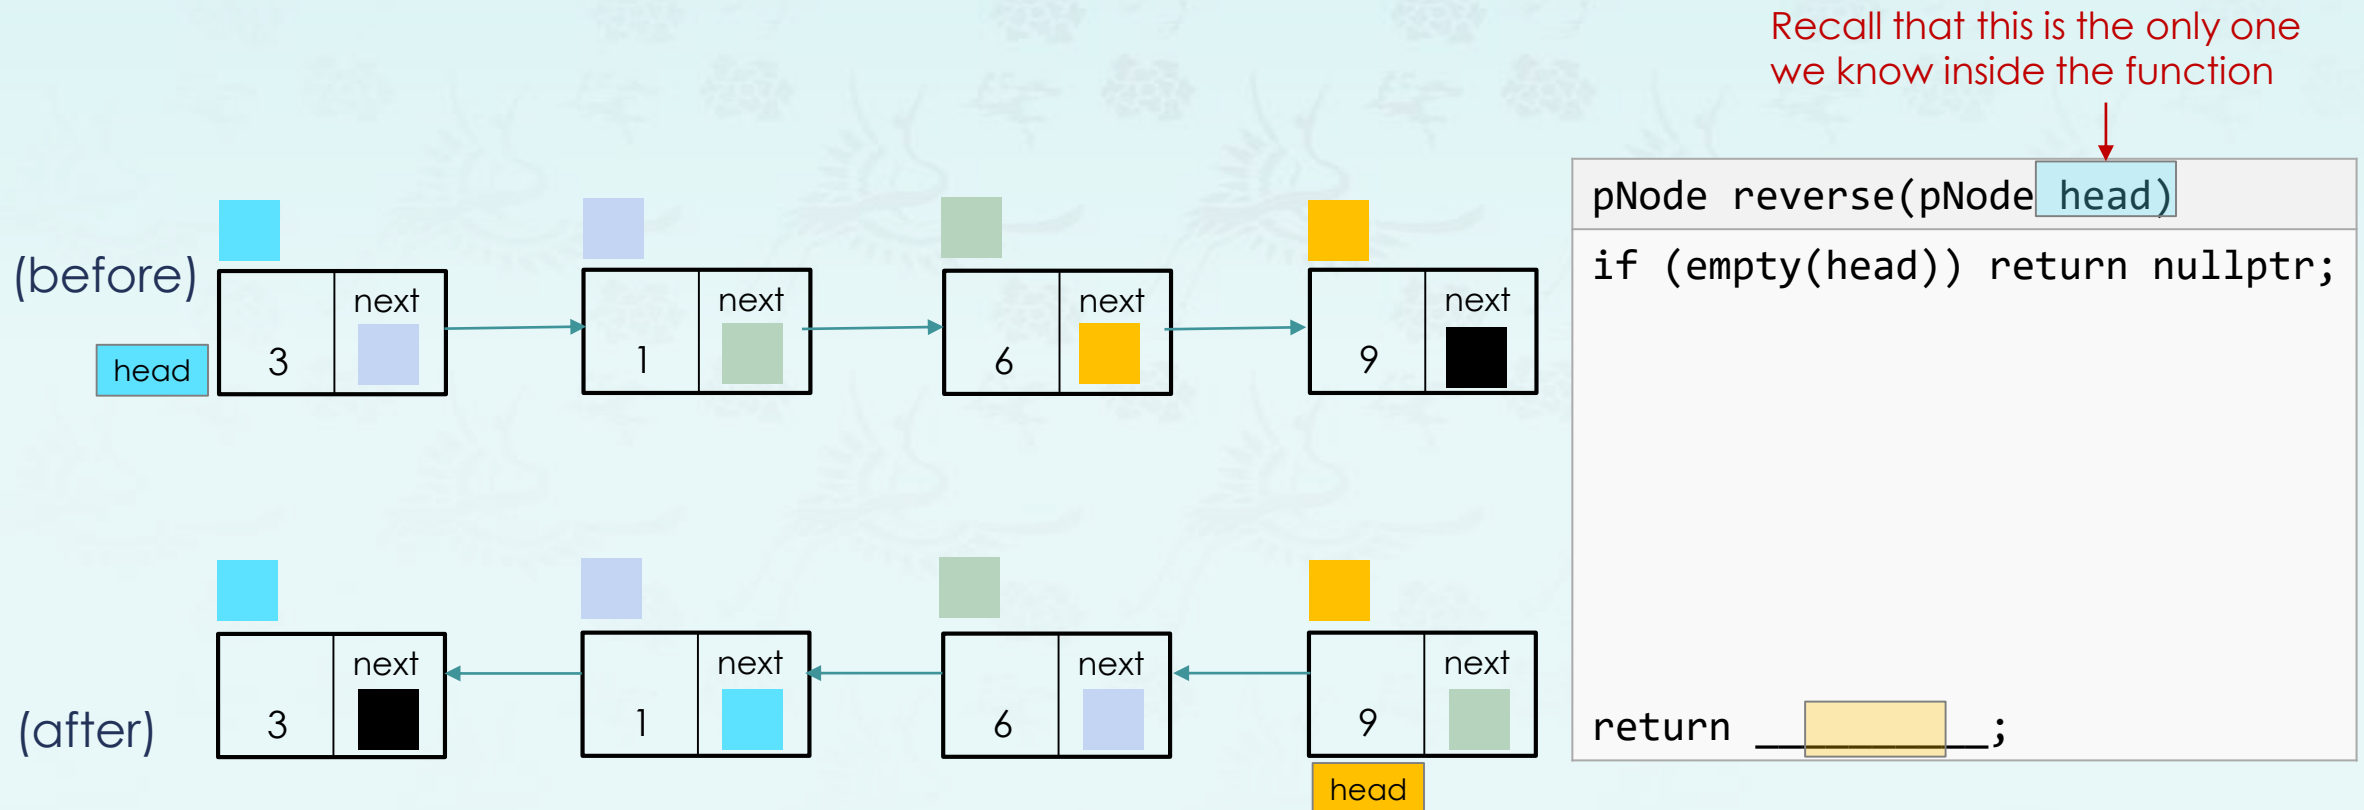 Recall that this is the only one
we know inside the function
pNode reverse(pNode head)
if (empty(head)) return nullptr;
return __________;
(before)
head
3 next
1 next
6 next
9 next
(after)
3 next
1 next
6 next
9 next
head